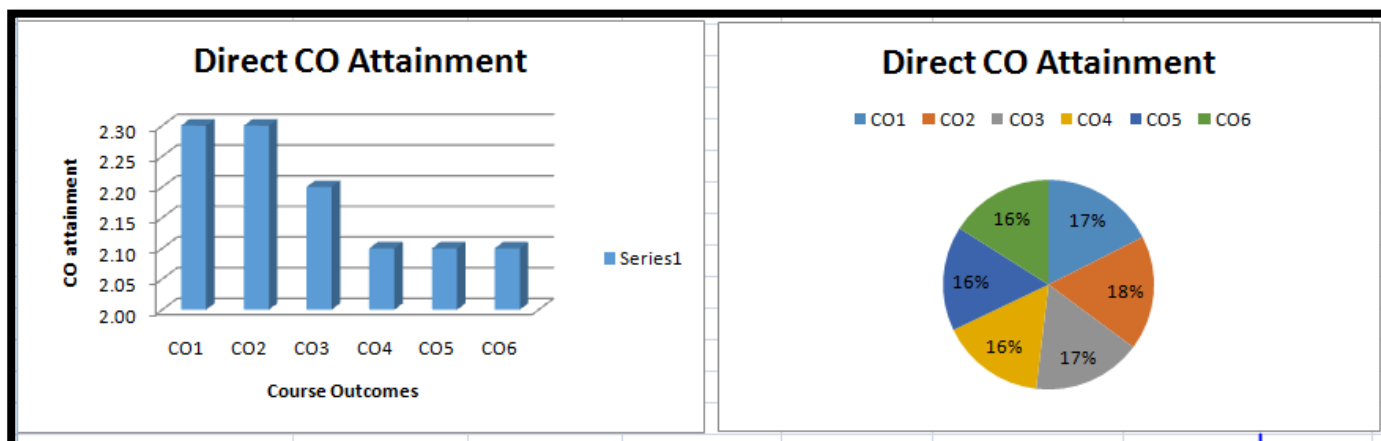 Direct CO Attainment
CO attainment
2.30
2.25
2.20
2.15
2.10
2.05
2.00
CO1 CO2 CO3 CO4 CO5 CO6
Course Outcomes
Series1
Direct CO Attainment
CO1 CO2 CO3 CO4 CO5 CO6
16% 17%
16% 18%
16% 17%